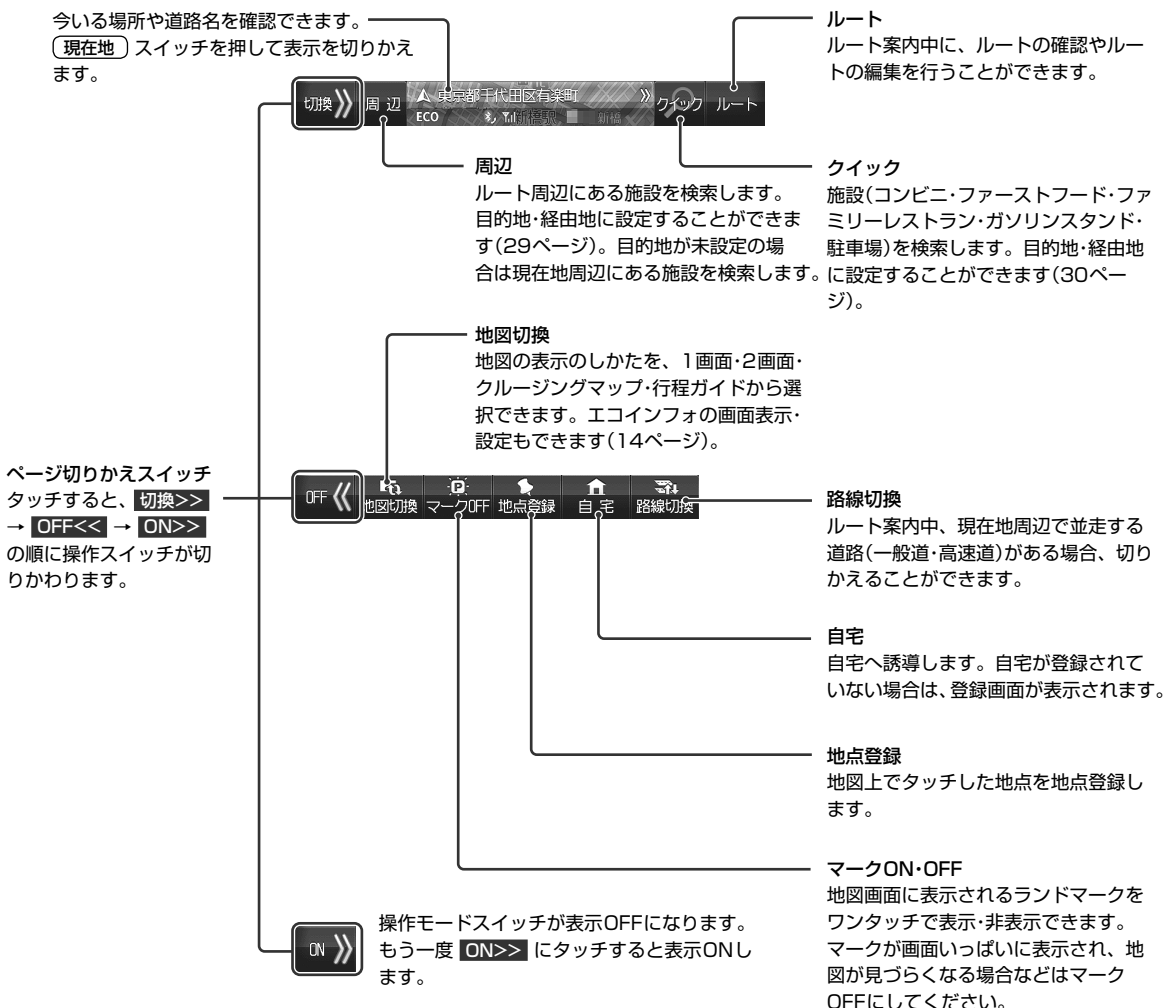 今いる場所や道路名を確認できます。
現在地 スイッチを押して表示を切りかえ
ます。
ルート
ルート案内中に、ルートの確認やルー
トの編集を行うことができます。
切換 周 辺 東京都千代田区有楽町 クイック ルート
ECO 新橋駅 新橋
周辺
ルート周辺にある施設を検索します。
目的地・経由地に設定することができま
す(29ページ)。目的地が未設定の場
合は現在地周辺にある施設を検索します。
クイック
施設(コンビニ・ファーストフード・ファ
ミリーレストラン・ガソリンスタンド・
駐車場)を検索します。目的地・経由地
に設定することができます(30ペー
ジ)。
地図切換
地図の表示のしかたを、1画面・2画面・
クルージングマップ・行程ガイドから選
択できます。エコインフォの画面表示・
設定もできます(14ページ)。
ページ切りかえスイッチ
タッチすると、 切換>>
→ OFF<< → ON>>
の順に操作スイッチが切
りかわります。
OFF 地図切換 マークOFF 地点登録 自 宅 路線切換
路線切換
ルート案内中、現在地周辺で並走する
道路(一般道・高速道)がある場合、切り
かえることができます。
自宅
自宅へ誘導します。自宅が登録されて
いない場合は、登録画面が表示されます。
地点登録
地図上でタッチした地点を地点登録し
ます。
マークON・OFF
地図画面に表示されるランドマークを
ワンタッチで表示・非表示できます。
マークが画面いっぱいに表示され、地
図が見づらくなる場合などはマーク
OFFにしてください。
ON
操作モードスイッチが表示OFFになります。
もう一度 ON>> にタッチすると表示ONし
ます。